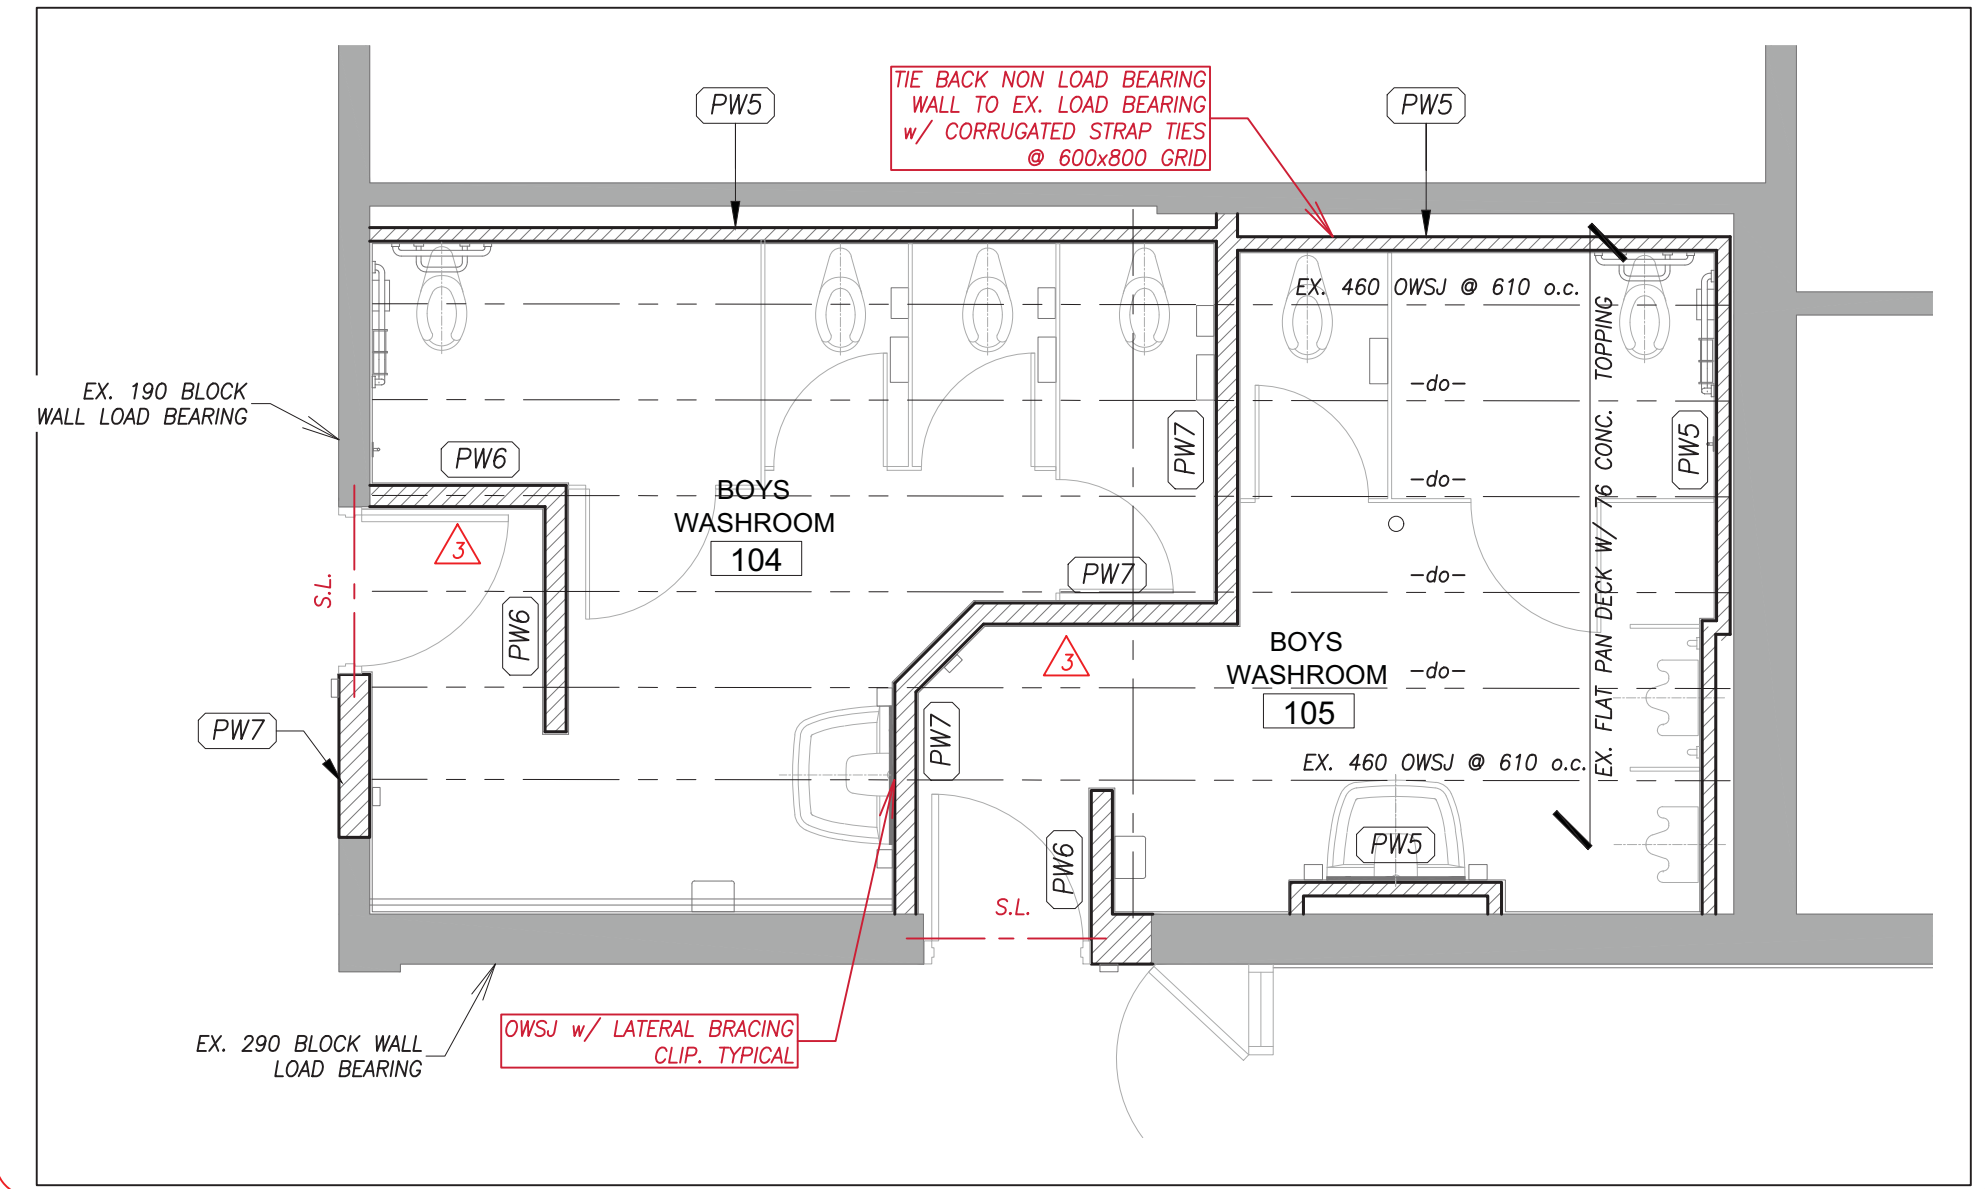 TIE BACK NON LOAD BEARING
WALL TO EX. LOAD BEARING
w/ CORRUGATED STRAP TIES
@ 600x800 GRID
PW5
PW5
EX. 460 OWSJ @ 610 o.c.
EX. 190 BLOCK
WALL LOAD BEARING
-do-
PW6
PW7
PW5
BOYS
WASHROOM
104
-do-
3
PW7
-do-
S.L.
PW6
3
BOYS
WASHROOM
105
-do-
EX. FLAT PAN DECK W/ 76 CONC. TOPPING
PW7
PW7
EX. 460 OWSJ @ 610 o.c.
PW5
PW6
S.L.
OWSJ w/ LATERAL BRACING
CLIP. TYPICAL
EX. 290 BLOCK WALL
LOAD BEARING